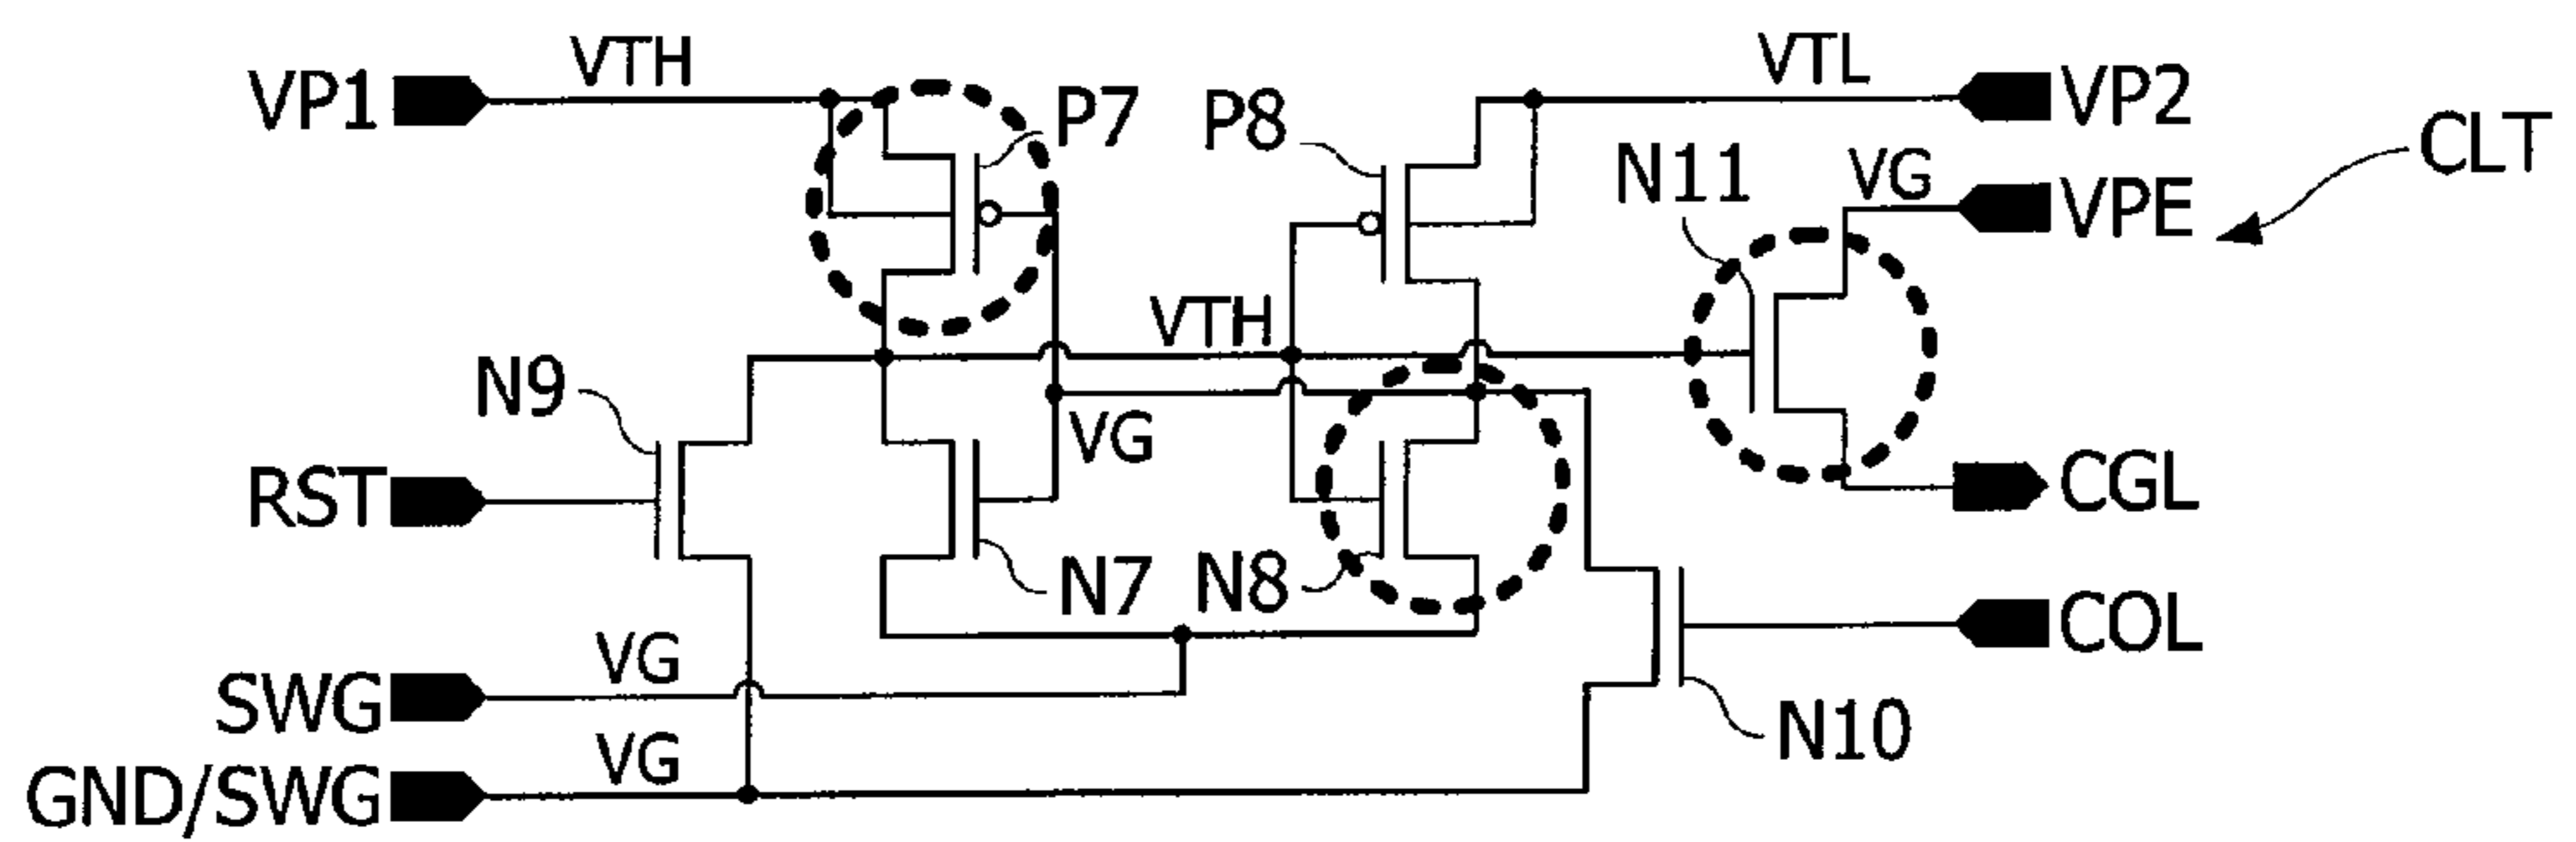 VTH
VTL
VP1
P7
P8
VP2
CLT
N11
VG
VPE
VTH
N9
VG
RST
CGL
N7
N8
COL
SWG
VG
N10
GND/SWG
VG